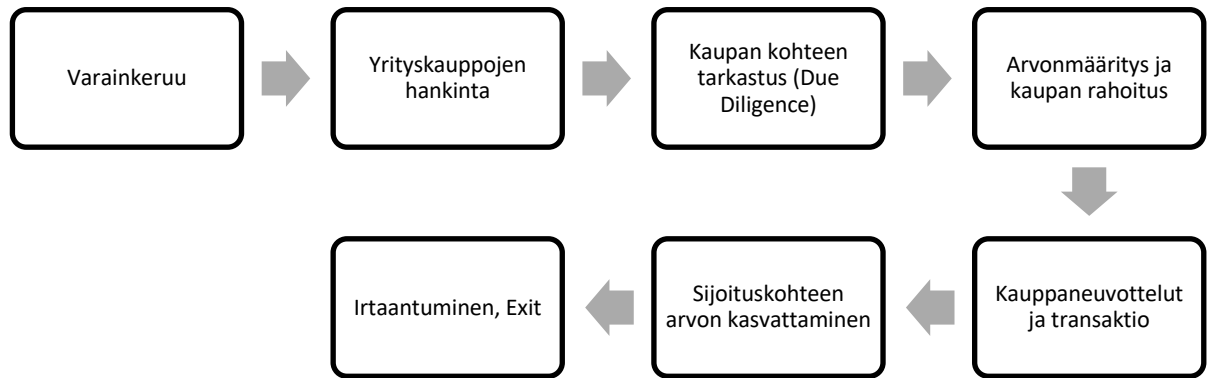 Varainkeruu
Yrityskauppojen
hankinta
Kaupan kohteen
tarkastus (Due
Diligence)
Arvonmääritys ja
kaupan rahoitus
Kauppaneuvottelut
ja transaktio
Sijoituskohteen
arvon kasvattaminen
Irtaantuminen, Exit